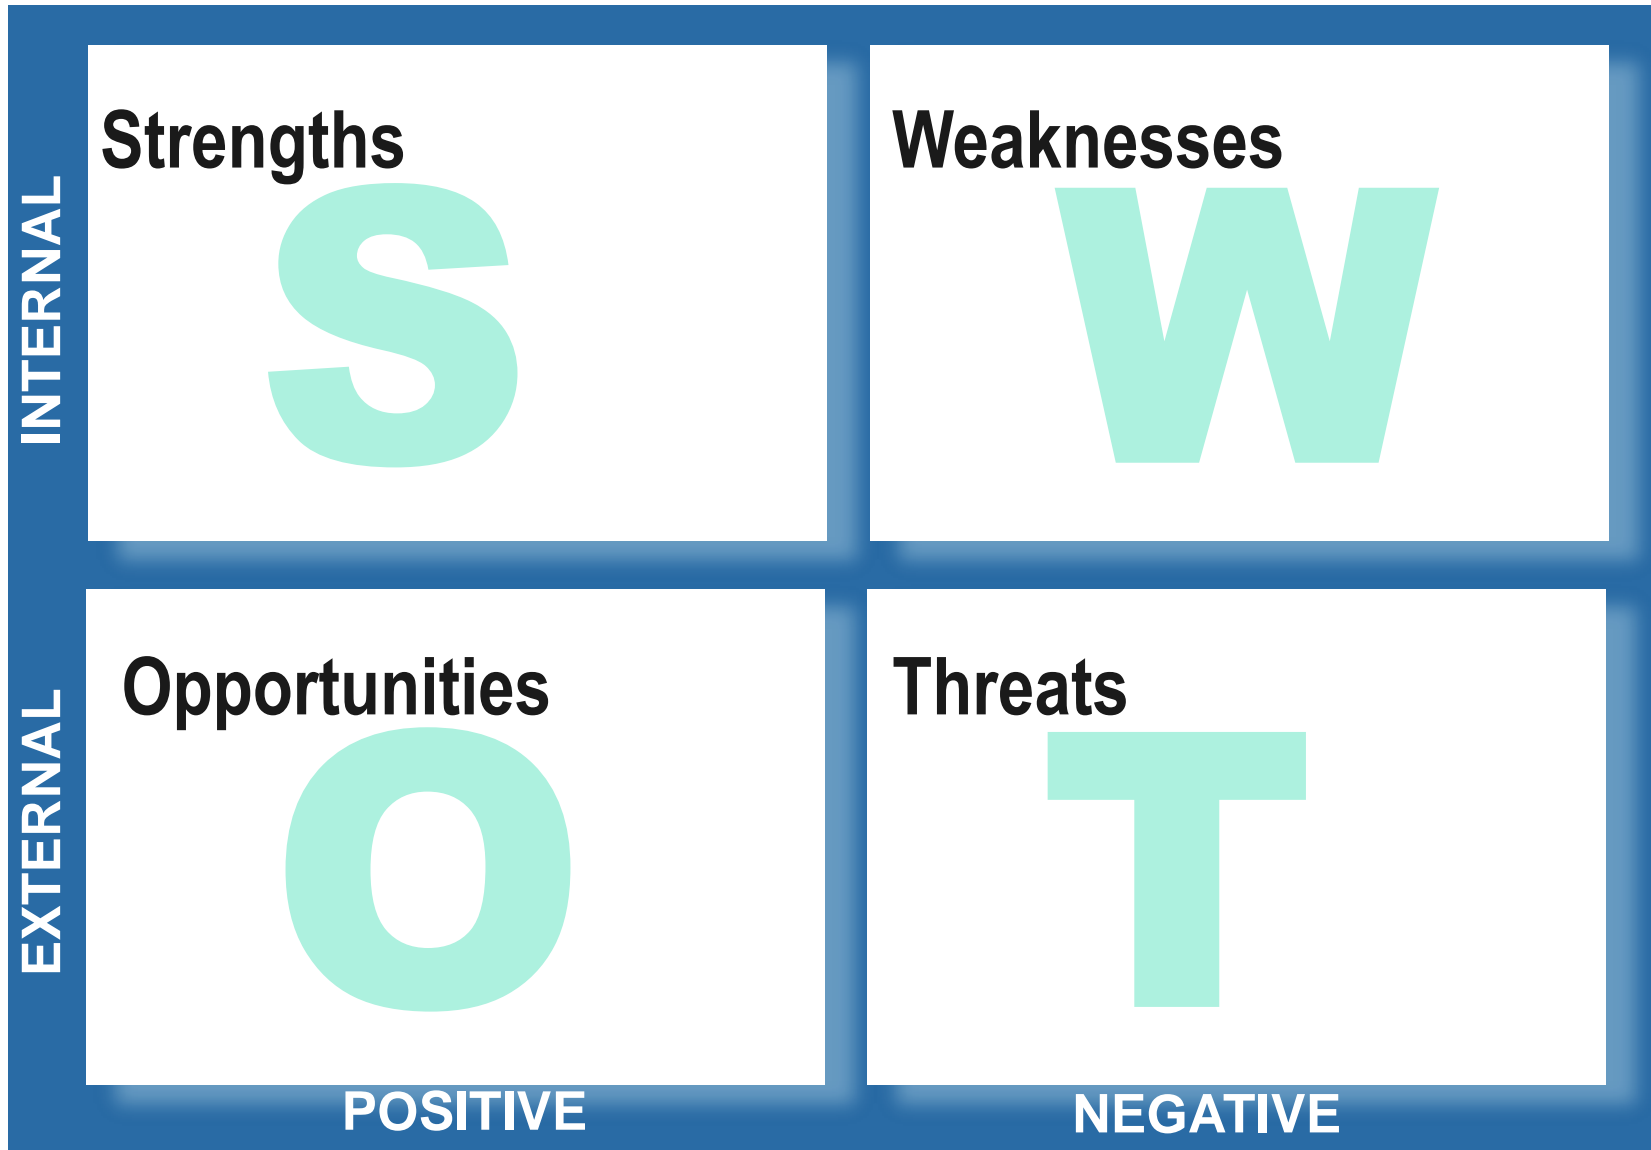 INTERNAL
Strengths
S
Weaknesses
W
EXTERNAL
Opportunities
O
Threats
T
POSITIVE
NEGATIVE